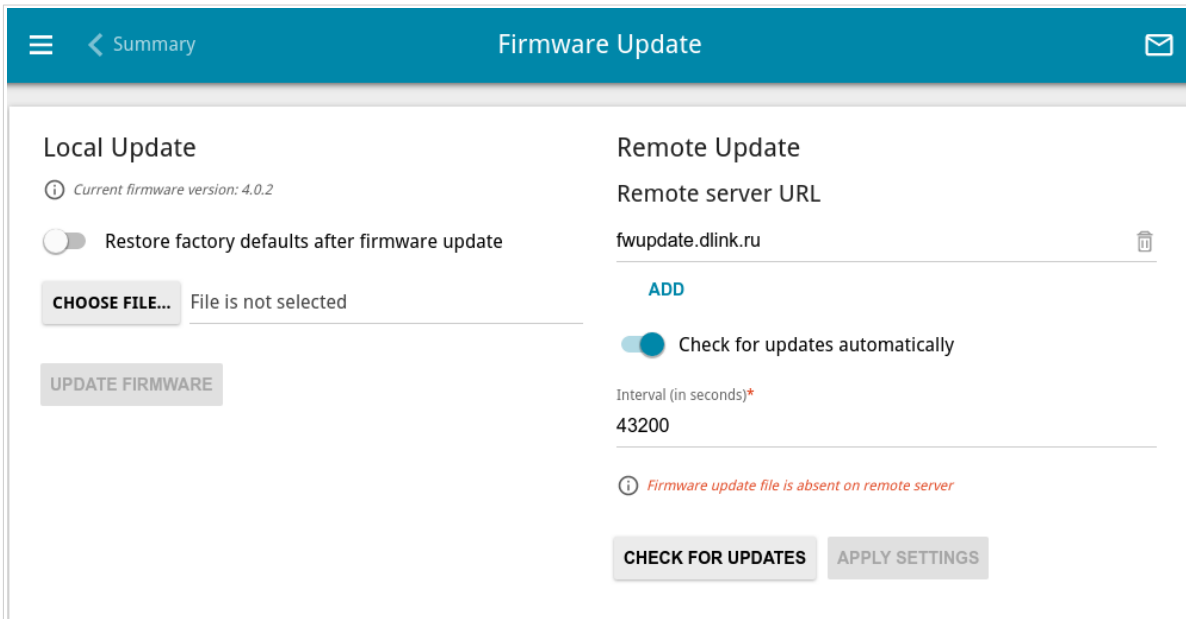 Summary
Firmware Update
Local Update
Current firmware version: 4.0.2
Restore factory defaults after firmware update
CHOOSE FILE...
File is not selected
UPDATE FIRMWARE
Remote Update
Remote server URL
fwupdate.dlink.ru
ADD
Check for updates automatically
Interval (in seconds)*
43200
Firmware update file is absent on remote server
CHECK FOR UPDATES
APPLY SETTINGS